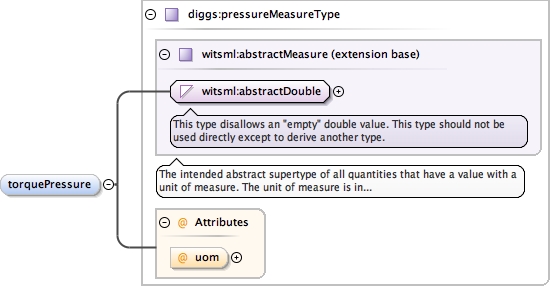 diggs:pressureMeasureType
witsml:abstractMeasure (extension base)
witsml:abstractDouble
This type disallows an "empty" double value. This type should not be
used directly except to derive another type.
The intended abstract supertype of all quantities that have a value with a
unit of measure. The unit of measure is in...
torquePressure
@ Attributes
@ uom